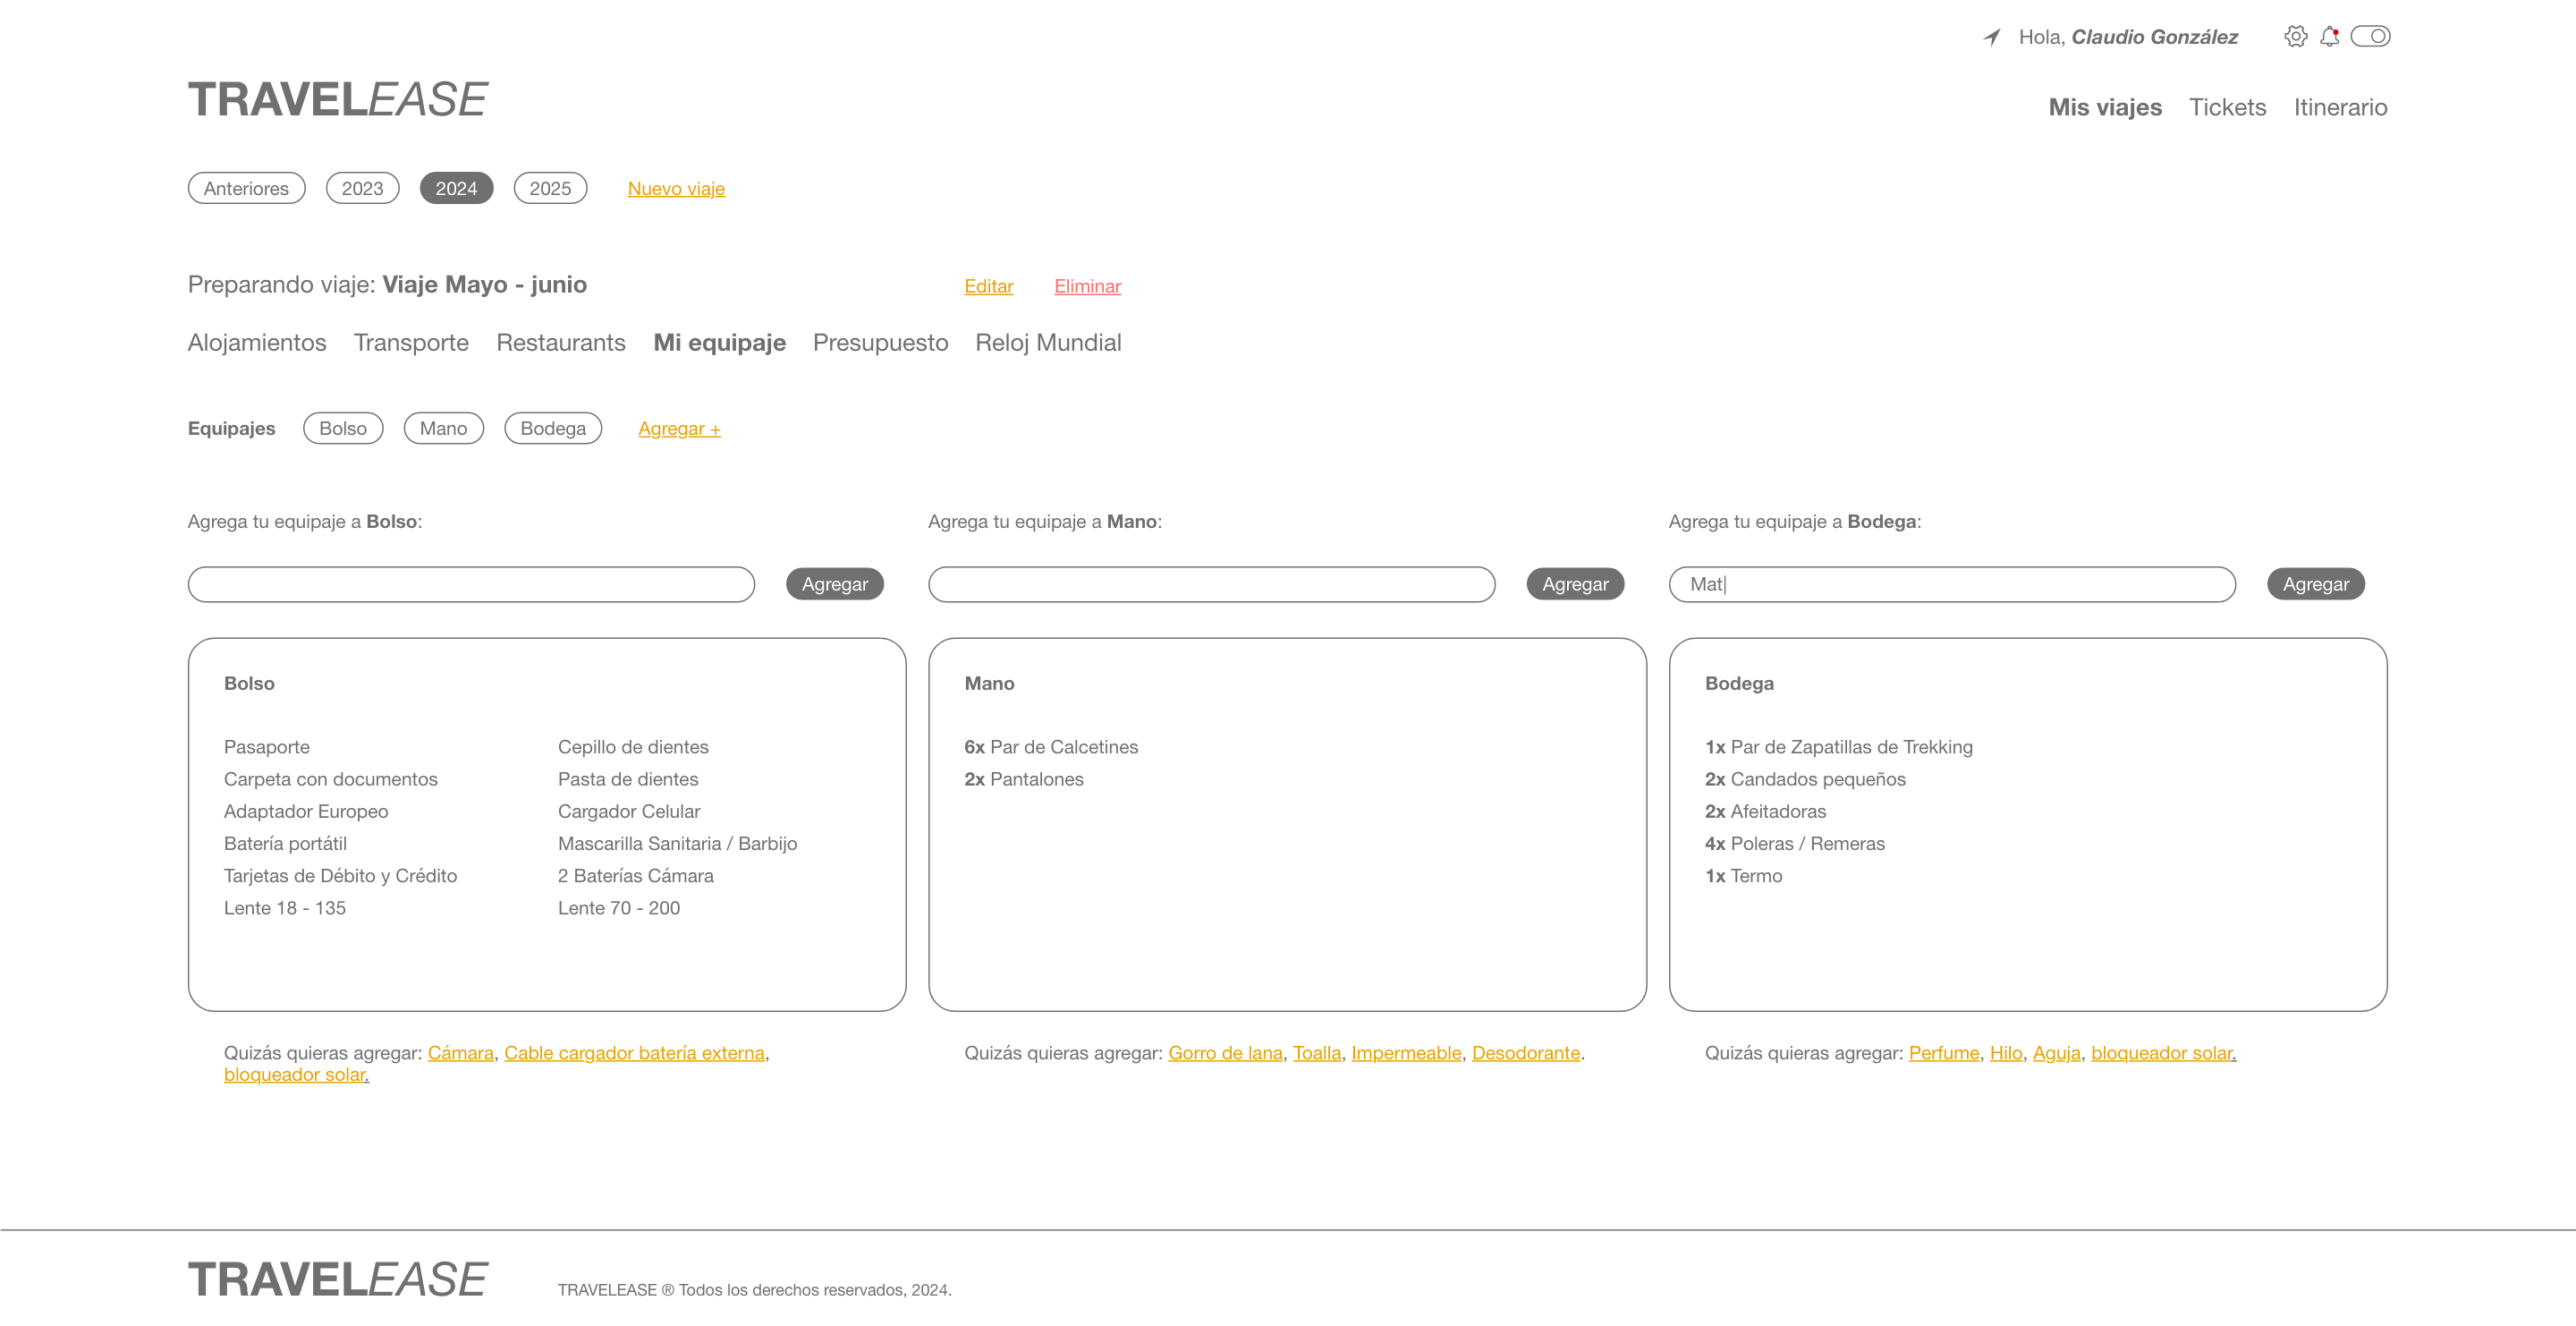 Hola, Claudio González
TRAVELEASE
Mis viajes Tickets Itinerario
Anteriores 2023 2024 2025 Nuevo viaje
Preparando viaje: Viaje Mayo - junio Editar Eliminar
Alojamientos Transporte Restaurants Mi equipaje Presupuesto Reloj Mundial
Equipajes Bolso Mano Bodega Agregar +
Agrega tu equipaje a Bolso:
Agregar
Bolso
Pasaporte
Carpeta con documentos
Adaptador Europeo
Batería portátil
Tarjetas de Débito y Crédito
Lente 18 - 135
Cepillo de dientes
Pasta de dientes
Cargador Celular
Mascarilla Sanitaria / Barbijo
2 Baterías Cámara
Lente 70 - 200
Quizás quieras agregar: Cámara, Cable cargador batería externa,
bloqueador solar.
Agrega tu equipaje a Mano:
Agregar
Mano
6x Par de Calcetines
2x Pantalones
Quizás quieras agregar: Gorro de lana, Toalla, Impermeable, Desodorante.
Agrega tu equipaje a Bodega:
Mat Agregar
Bodega
1x Par de Zapatillas de Trekking
2x Candados pequeños
2x Afeitadoras
4x Poleras / Remeras
1x Termo
Quizás quieras agregar: Perfume, Hilo, Aguja, bloqueador solar.
TRAVELEASE
TRAVELEASE ® Todos los derechos reservados, 2024.